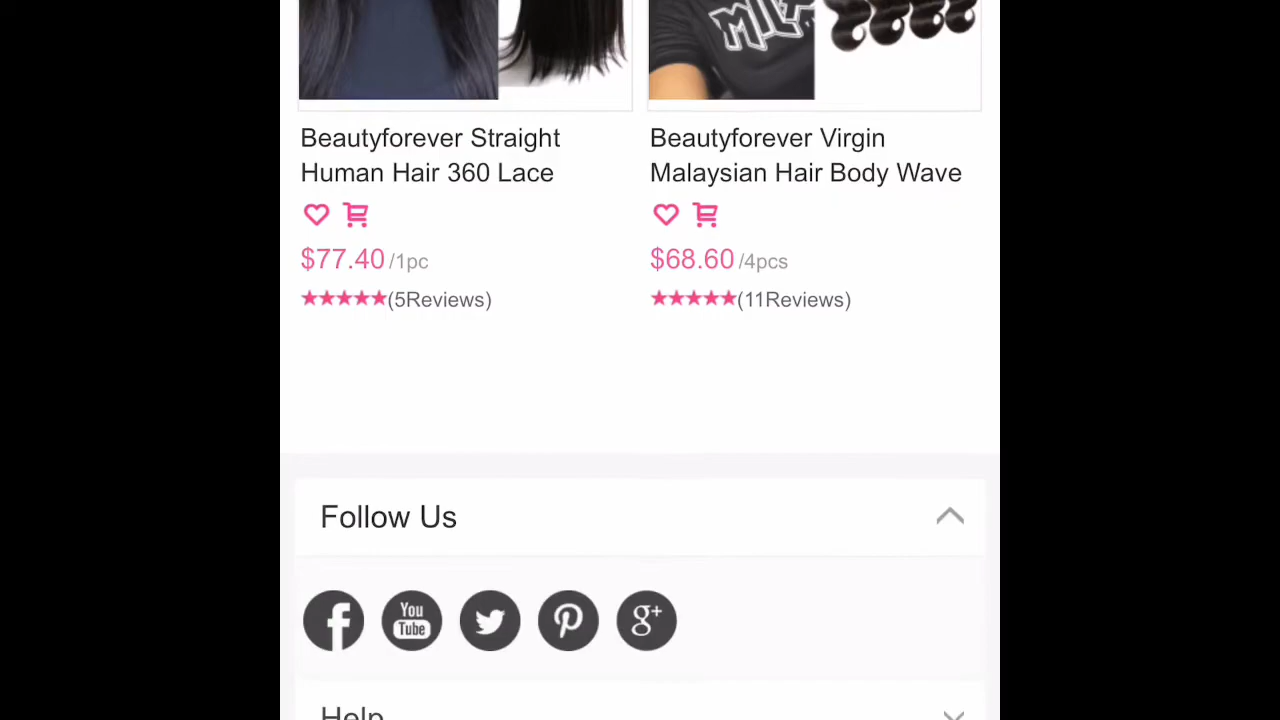 MIL
Beautyforever Straight
Human Hair 360 Lace
$77.40/1pc
★★★★★(5Reviews)
Beautyforever Virgin
Malaysian Hair Body Wave
$68.60/4pcs
★★★★★(11Reviews)
Follow Us
f
You
Tube
g+
Help